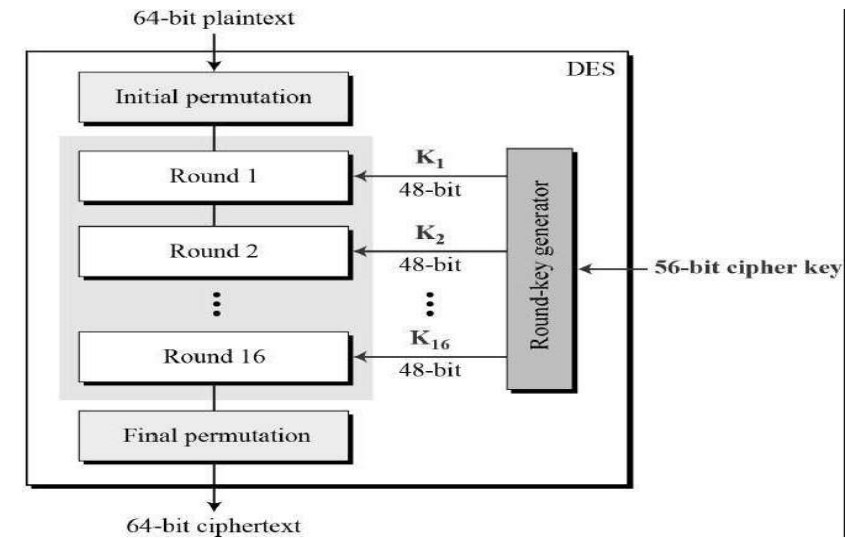 64-bit plaintext
DES
Initial permutation
Round 1
K1
48-bit
Round 2
K2
48-bit
Round 16
K16
48-bit
Round-key generator
56-bit cipher key
Final permutation
64-bit ciphertext